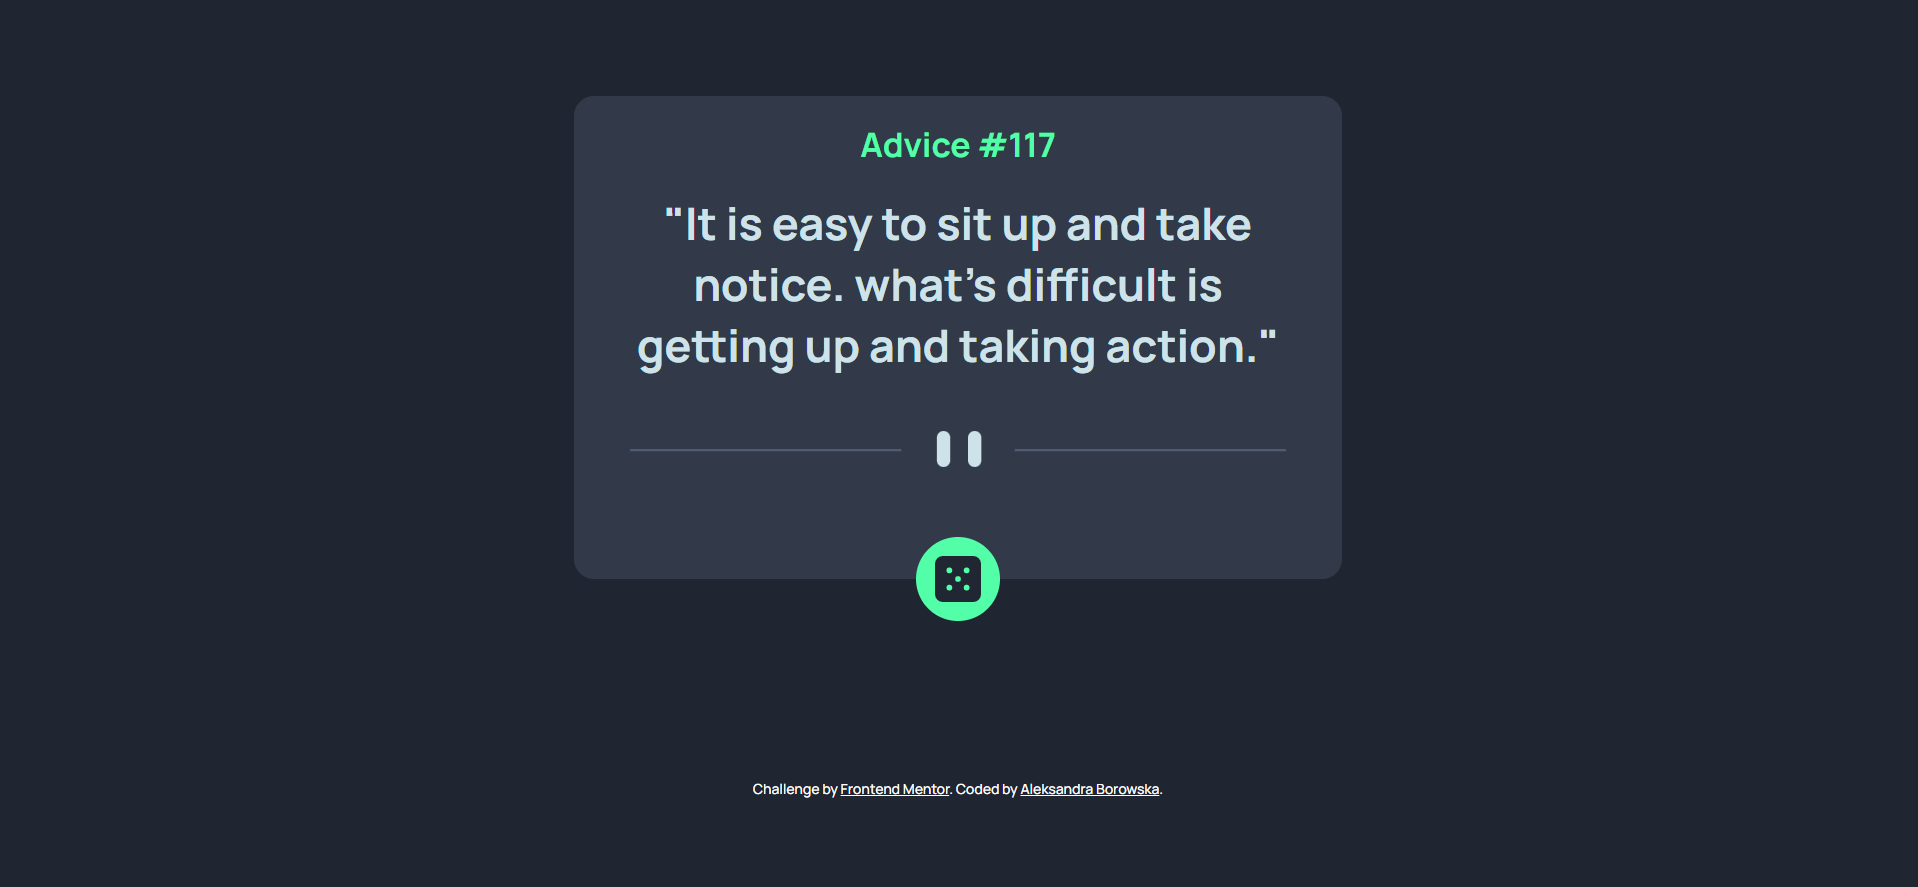 Advice #117
"It is easy to sit up and take
notice. what's difficult is
getting up and taking action."
Challenge by Frontend Mentor. Coded by Aleksandra Borowska.